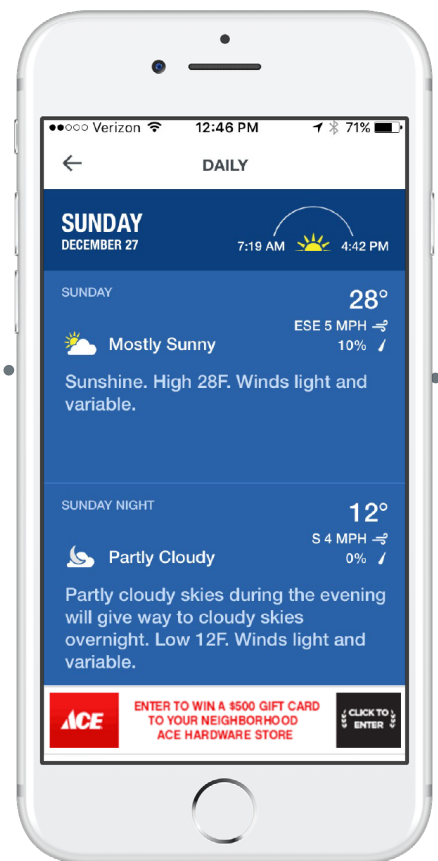 Verizon 12:46 PM 71%
DAILY
SUNDAY
DECEMBER 27
7:19 AM 4:42 PM
SUNDAY
28°
ESE 5 MPH
Mostly Sunny
10%
Sunshine. High 28F. Winds light and
variable.
SUNDAY NIGHT
12°
S 4 MPH
Partly Cloudy
0%
Partly cloudy skies during the evening
will give way to cloudy skies
overnight. Low 12F. Winds light and
variable.
ACE
ENTER TO WIN A $500 GIFT CARD
TO YOUR NEIGHBORHOOD
ACE HARDWARE STORE
CLICK TO
ENTER